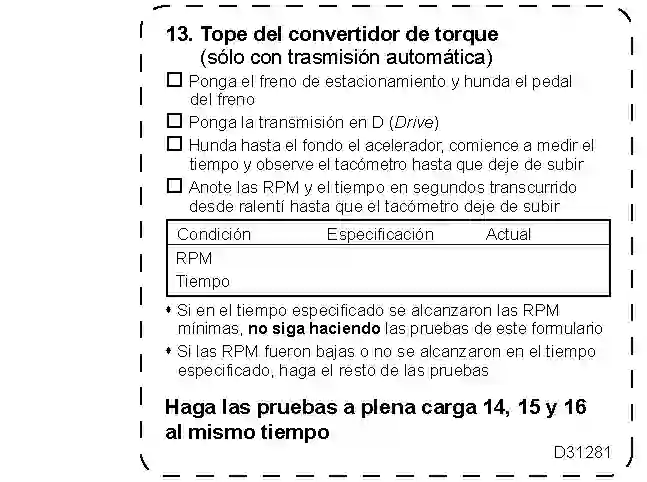 13. Tope del convertidor de torque
(sólo con trasmisión automática)
Ponga el freno de estacionamiento y hunda el pedal
del freno
Ponga la transmisión en D (Drive)
Hunda hasta el fondo el acelerador, comience a medir el
tiempo y observe el tacómetro hasta que deje de subir
Anote las RPM y el tiempo en segundos transcurrido
desde ralentí hasta que el tacómetro deje de subir
Condición Especificación Actual
RPM
Tiempo
Si en el tiempo especificado se alcanzaron las RPM
mínimas, no siga haciendo las pruebas de este formulario
Si las RPM fueron bajas o no se alcanzaron en el tiempo
especificado, haga el resto de las pruebas
Haga las pruebas a plena carga 14, 15 y 16
al mismo tiempo
D31281